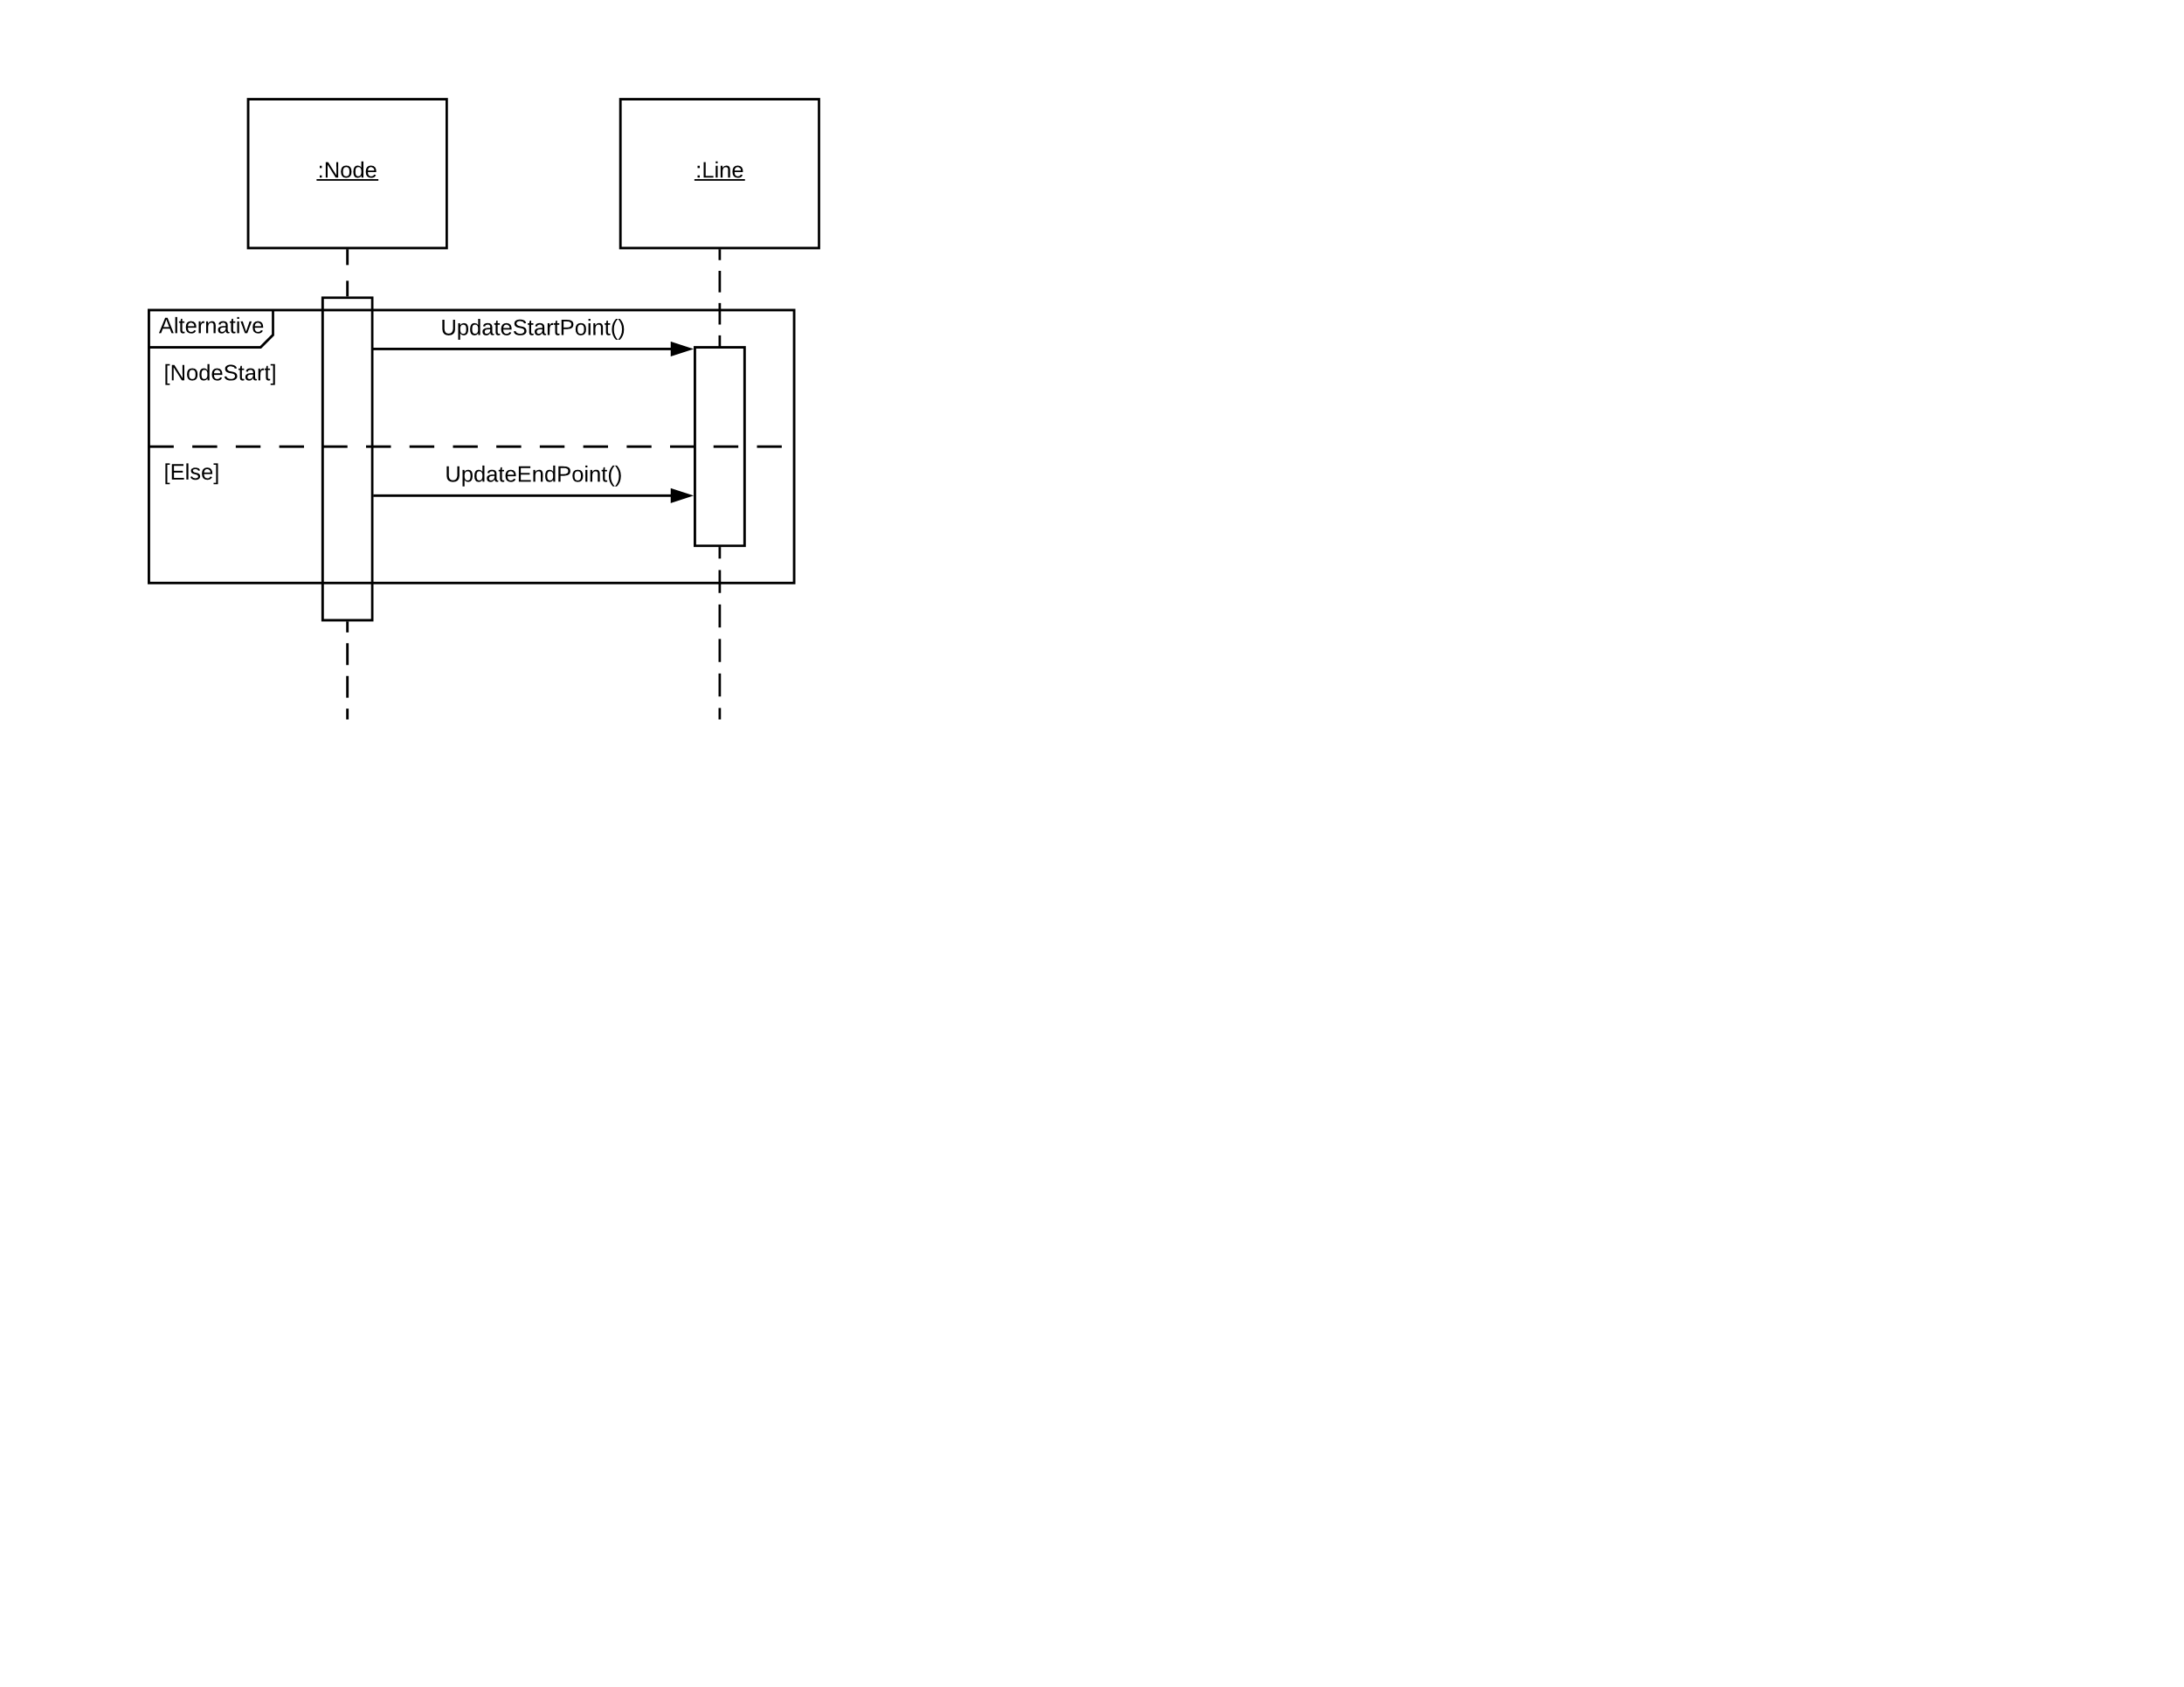 :Node
:Line
Alternative
UpdateStartPoint()
[NodeStart]
[Else]
UpdateEndPoint()